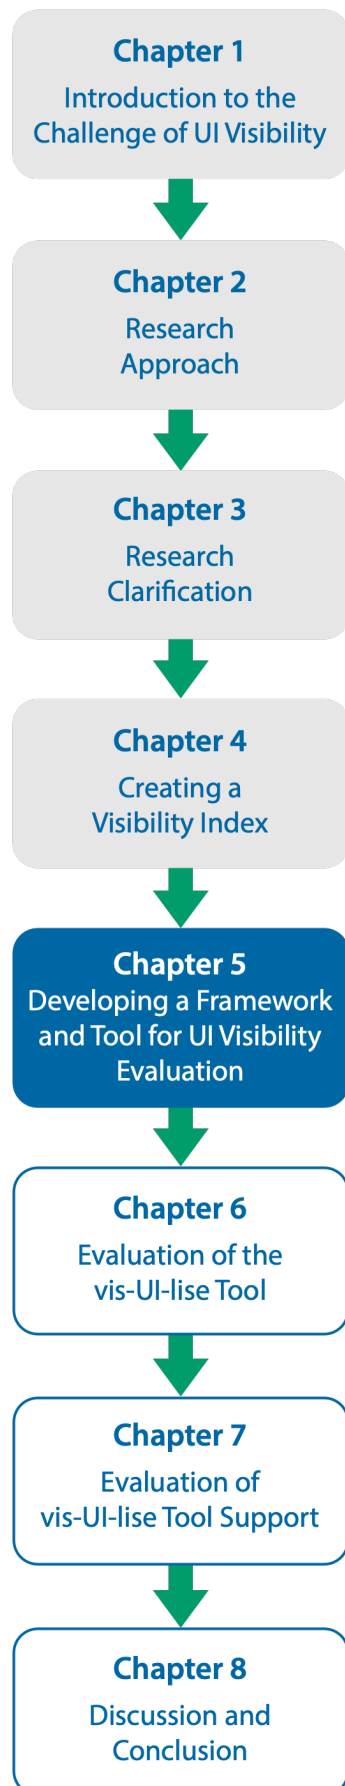 Chapter 1
Introduction to the
Challenge of UI Visibility
Chapter 2
Research
Approach
Chapter 3
Research
Clarification
Chapter 4
Creating a
Visibility Index
Chapter 5
Developing a Framework
and Tool for UI Visibility
Evaluation
Chapter 6
Evaluation of the
vis-UI-lise Tool
Chapter 7
Evaluation of
vis-UI-lise Tool Support
Chapter 8
Discussion and
Conclusion